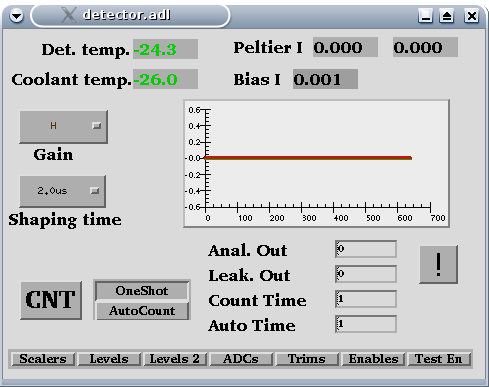 detector.adl
Det. temp. -24.3 Peltier I 0.000 0.000
Coolant temp. -26.0 Bias I 0.001
H
Gain
2.0us
Shaping time
0.6
0.4
0.2
-0.0
-0.2
-0.4
-0.6
0 100 200 300 400 500 600 700
Anal. Out 0
Leak. Out 0
!
CNT
OneShot
AutoCount
Count Time 1
Auto Time 1
Scalers Levels Levels 2 ADCs Trims Enables Test En